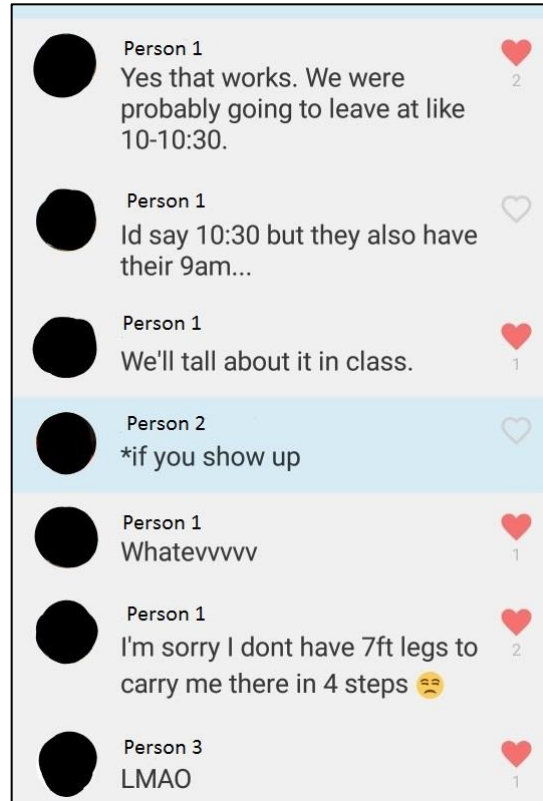 Person 1
Yes that works. We were
probably going to leave at like
10-10:30.
2
Person 1
Id say 10:30 but they also have
their 9am...
Person 1
We'll tall about it in class.
1
Person 2
*if you show up
Person 1
Whatevvvvv
1
Person 1
I'm sorry I dont have 7ft legs to
carry me there in 4 steps 😒
2
Person 3
LMAO
1